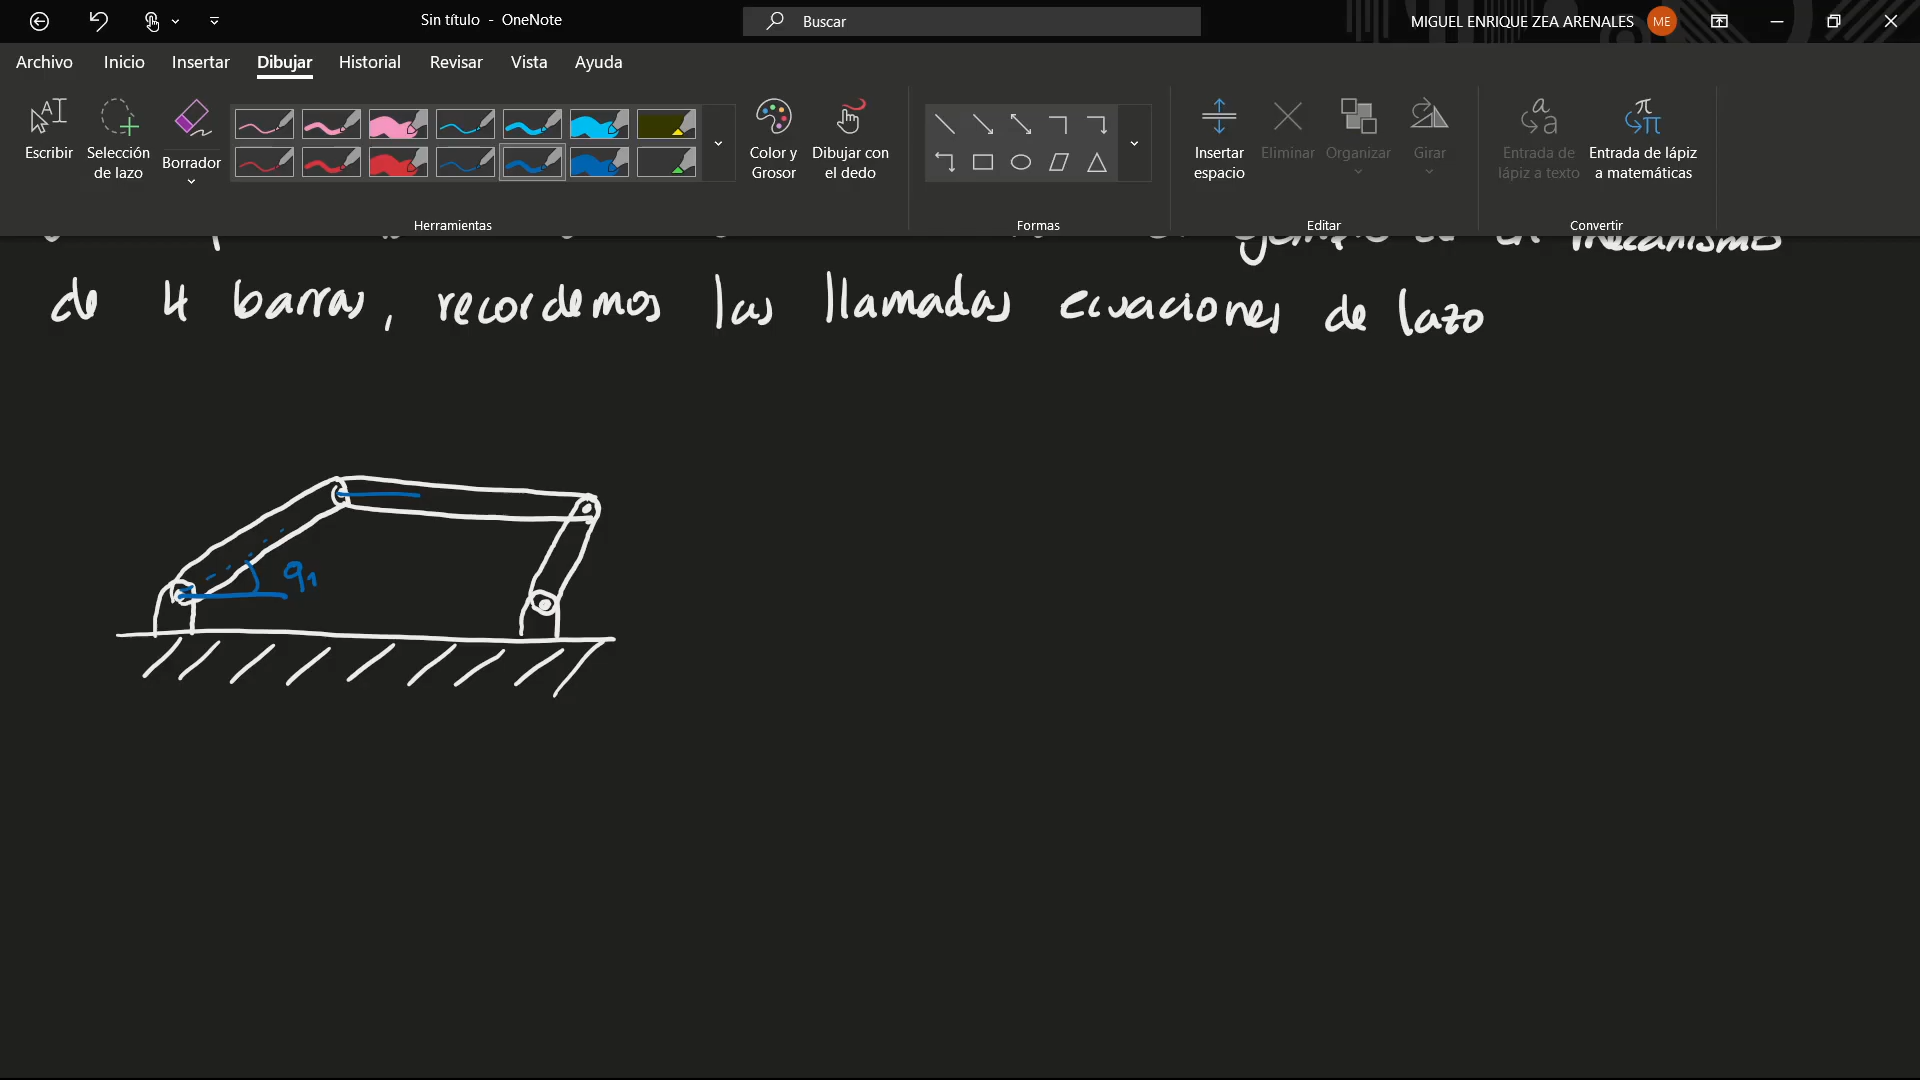 Sin título - OneNote
Buscar
MIGUEL ENRIQUE ZEA ARENALES
ME
Archivo Inicio Insertar Dibujar Historial Revisar Vista Ayuda
Escribir
Selección de lazo
Borrador
Color y Grosor
Dibujar con el dedo
Insertar espacio
Eliminar
Organizar
Girar
Entrada de lápiz a texto
Entrada de lápiz a matemáticas
Herramientas
Formas
Editar
Convertir
mecanismo
de 4 barras, recordemos las llamadas ecuaciones de lazo
q1